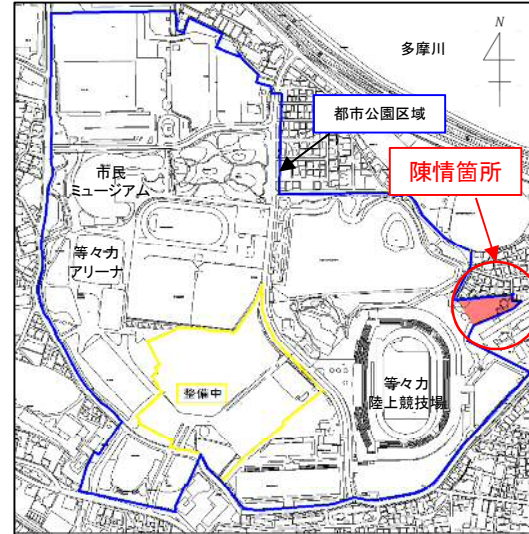 N
多摩川
都市公園区域
陳情箇所
市民
ミュージアム
等々力
アリーナ
整備中
等々力
陸上競技場